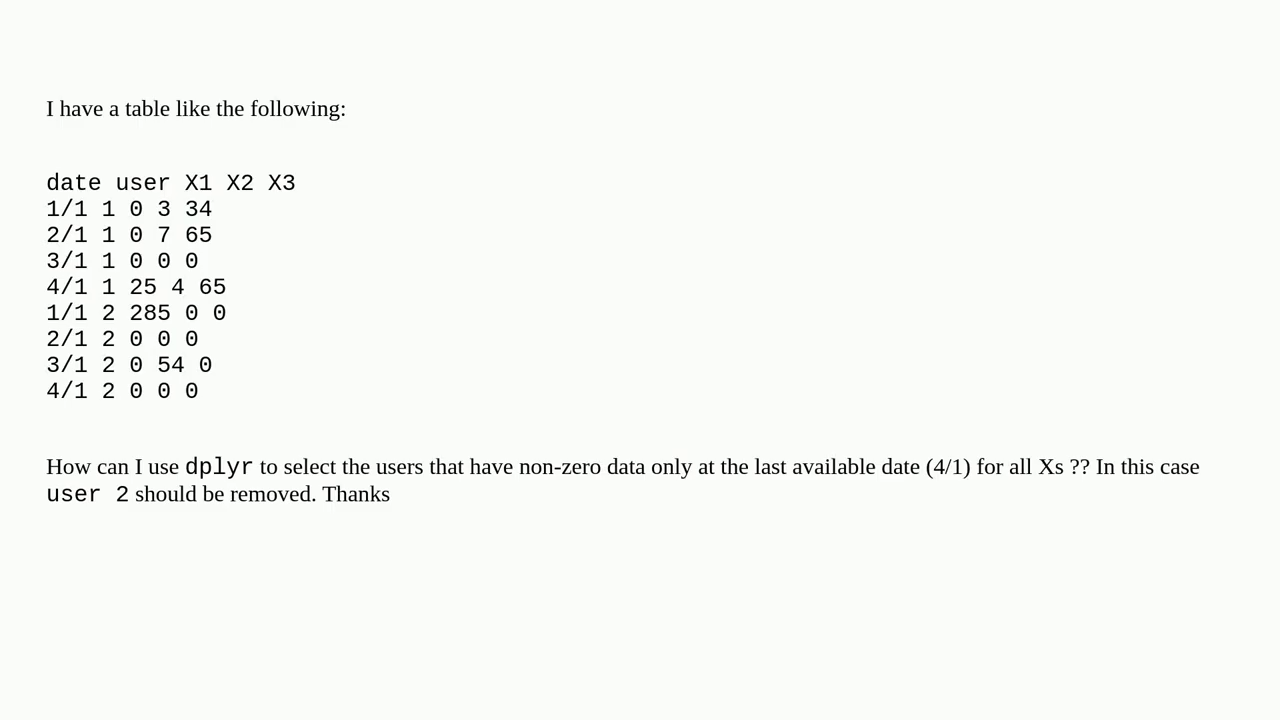 I have a table like the following:
date user X1 X2 X3
1/1 1 0 3 34
2/1 1 0 7 65
3/1 1 0 0 0
4/1 1 25 4 65
1/1 2 285 0 0
2/1 2 0 0 0
3/1 2 0 54 0
4/1 2 0 0 0
How can I use dplyr to select the users that have non-zero data only at the last available date (4/1) for all Xs ?? In this case
user 2 should be removed. Thanks